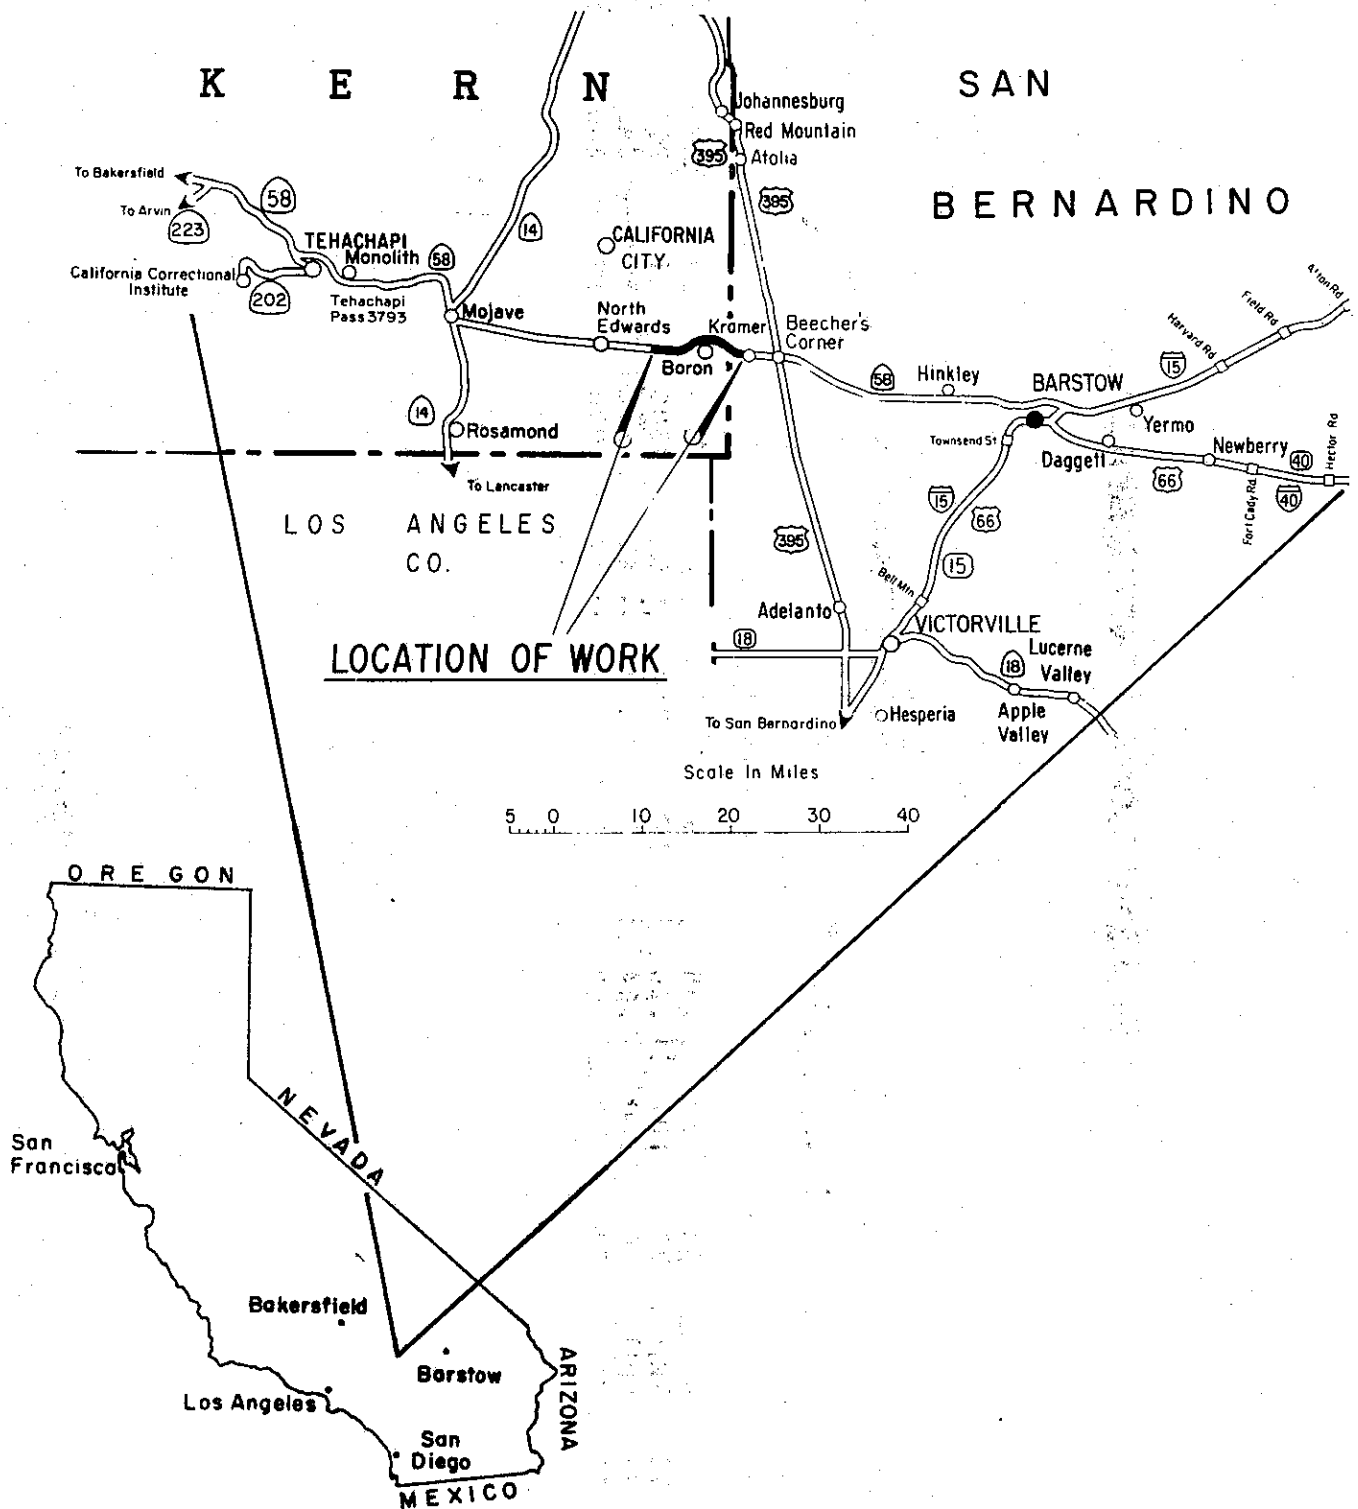 K E R N
SAN
BERNARDINO
Johannesburg
Red Mountain
395
Atolia
395
To Bakersfield
58
To Arvin
223
TEHACHAPI
Monolith
58
14
CALIFORNIA
CITY
California Correctional
Institute
202
Tehachapi
Pass 3793
Mojave
North
Edwards
Kramer
Beecher's
Corner
Boron
58
Hinkley
BARSTOW
15
Harvard Rd
Field Rd
Afton Rd
Yermo
14
Rosamond
Townsend St
Daggett
66
Newberry
40
Hector Rd
Fort Cady Rd
40
To Lancaster
LOS ANGELES
CO.
15
66
395
15
Bell Mtn
Adelanto
18
VICTORVILLE
Lucerne
Valley
18
LOCATION OF WORK
To San Bernardino
Hesperia
Apple
Valley
Scale In Miles
5 0 10 20 30 40
OREGON
NEVADA
San
Francisco
Bakersfield
Barstow
ARIZONA
Los Angeles
San
Diego
MEXICO